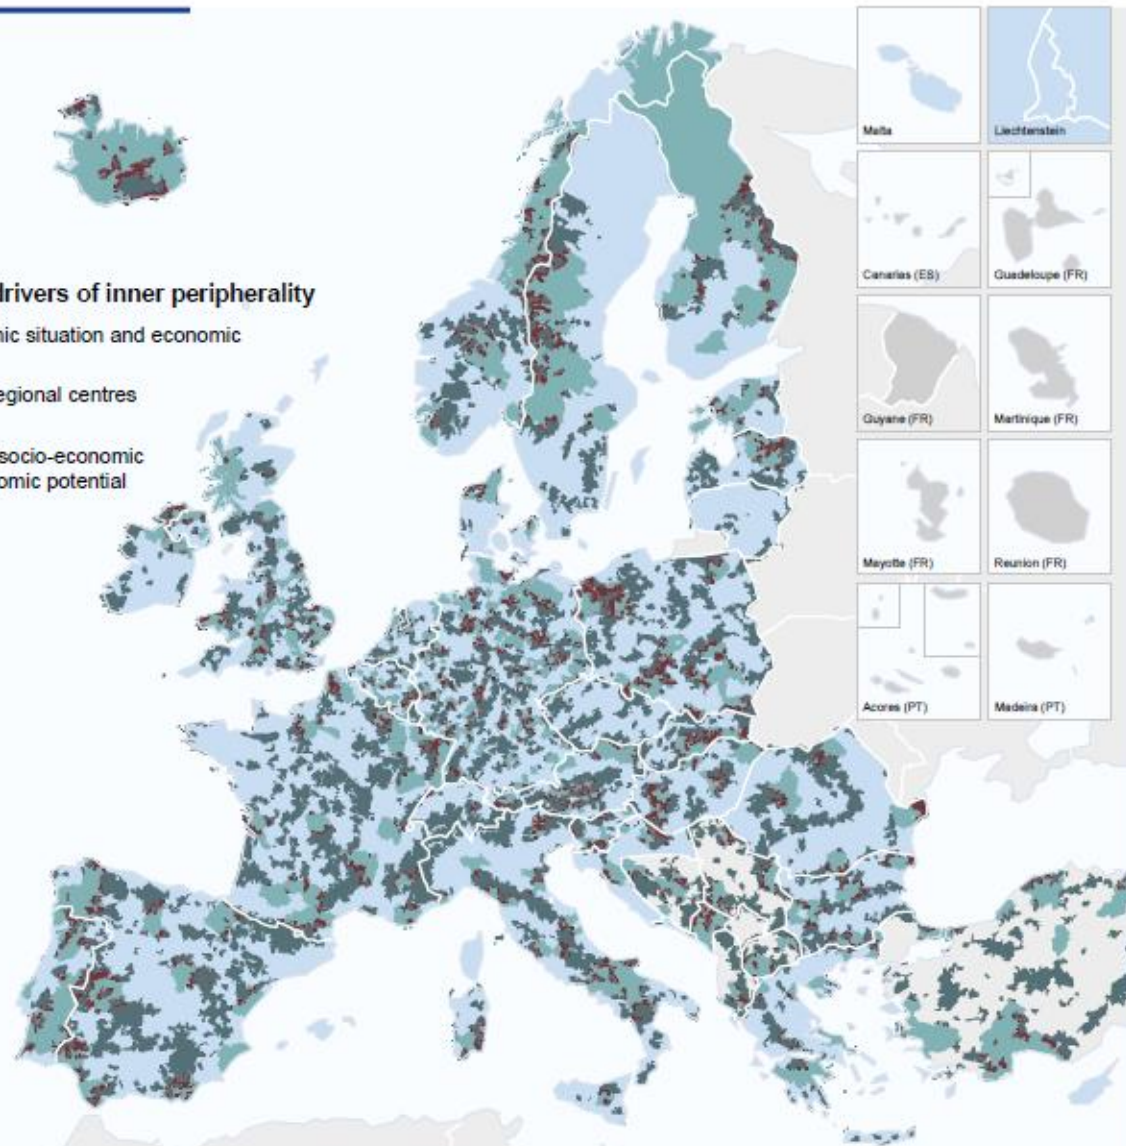 drivers of inner peripherality
nic situation and economic
egional centres
socio-economic
omic potential
Malta
Liechtenstein
Canarias (ES)
Guadeloupe (FR)
Guyane (FR)
Martinique (FR)
Mayotte (FR)
Reunion (FR)
Acores (PT)
Madeira (PT)